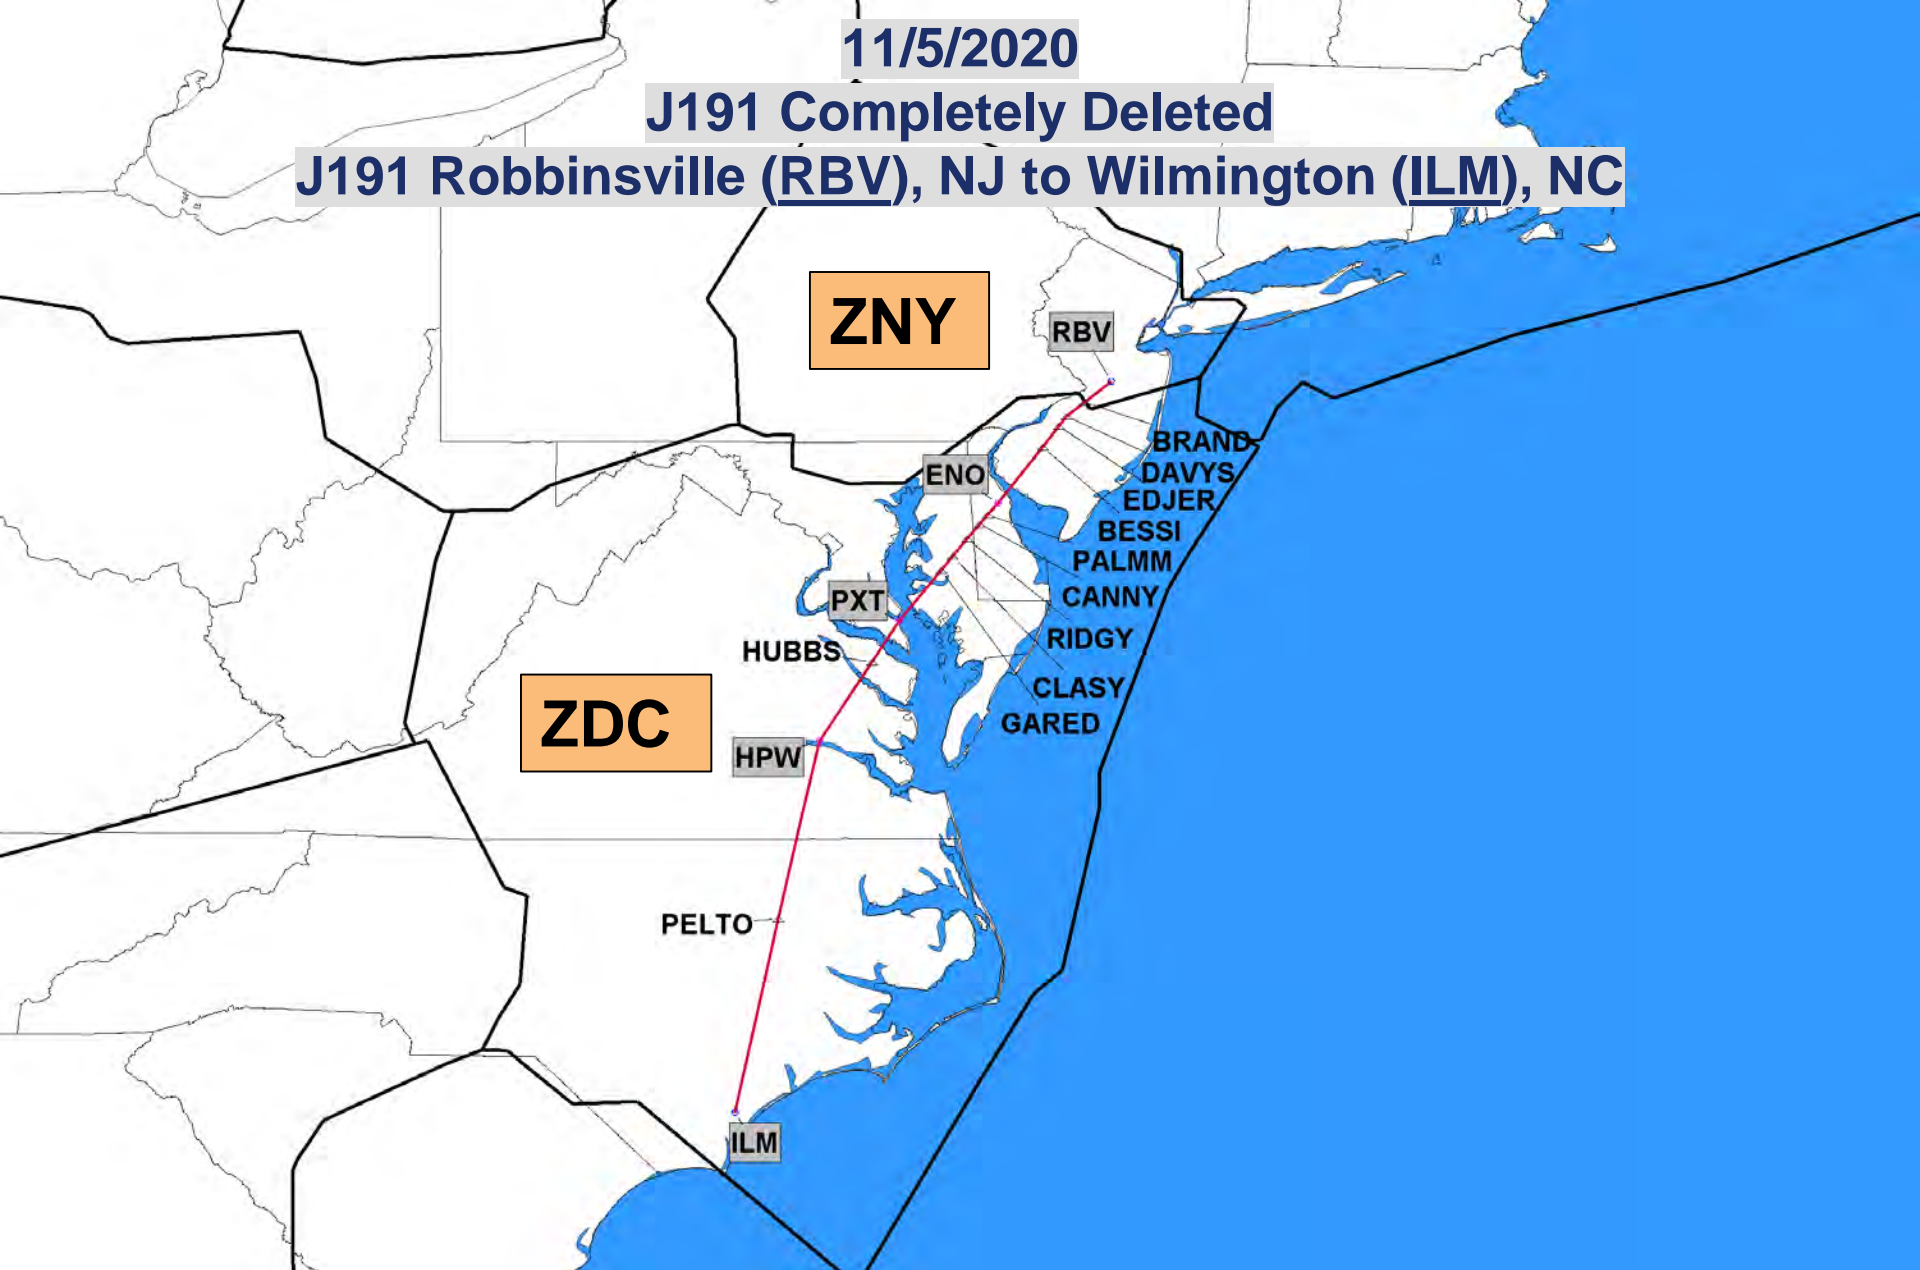 11/5/2020
J191 Completely Deleted
J191 Robbinsville (RBV), NJ to Wilmington (ILM), NC
ZNY
RBV
BRAND
ENO
DAVYS
EDJER
BESSI
PALMM
PXT
CANNY
RIDGY
HUBBS
CLASY
ZDC
GARED
HPW
PELTO
ILM